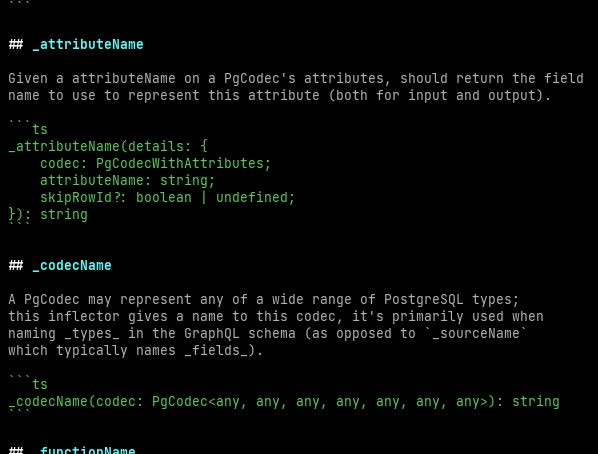 ```
## _attributeName
Given a attributeName on a PgCodec's attributes, should return the field
name to use to represent this attribute (both for input and output).
```ts
_attributeName(details: {
    codec: PgCodecWithAttributes;
    attributeName: string;
    skipRowId?: boolean | undefined;
}): string
```
## _codecName
A PgCodec may represent any of a wide range of PostgreSQL types;
this inflector gives a name to this codec, it's primarily used when
naming _types_ in the GraphQL schema (as opposed to `_sourceName`
which typically names _fields_).
```ts
_codecName(codec: PgCodec<any, any, any, any, any, any, any>): string
```
## _functionName